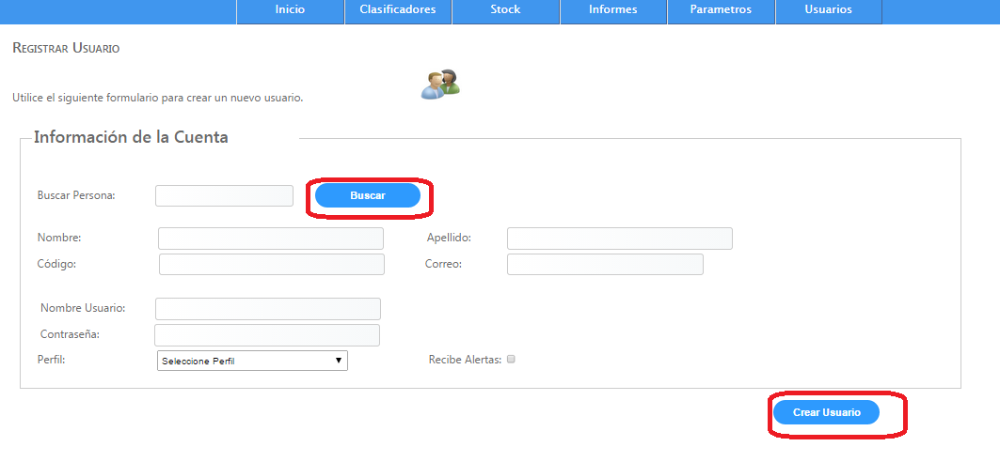 Inicio Clasificadores Stock Informes Parametros Usuarios
Registrar Usuario
Utilice el siguiente formulario para crear un nuevo usuario.
Información de la Cuenta
Buscar Persona: Buscar
Nombre: Apellido:
Código: Correo:
Nombre Usuario:
Contraseña:
Perfil: Seleccione Perfil Recibe Alertas:
Crear Usuario